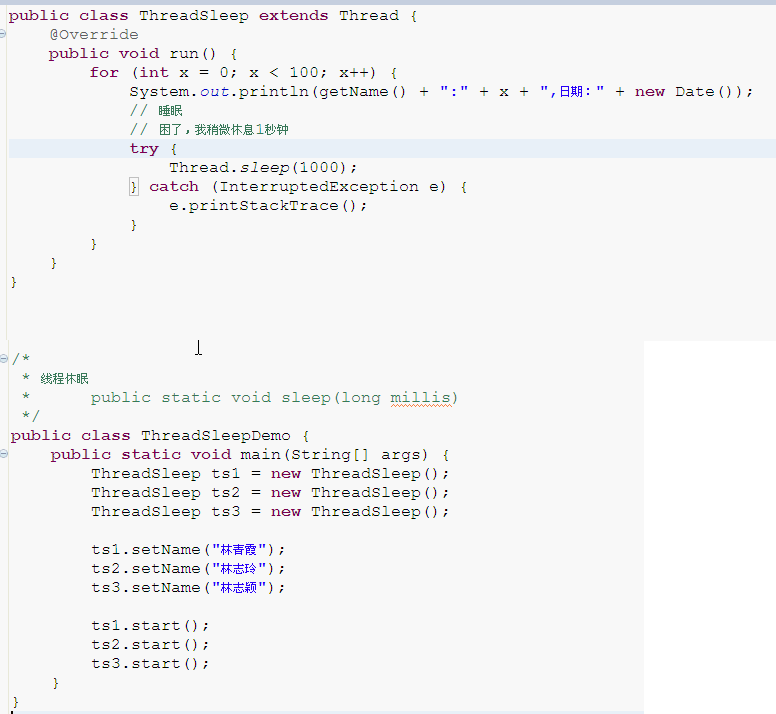 public class ThreadSleep extends Thread {
@Override
public void run() {
for (int x = 0; x < 100; x++) {
System.out.println(getName() + ":" + x + ",日期:" + new Date());
// 睡眠
// 困了，我稍微休息1秒钟
try {
Thread.sleep(1000);
} catch (InterruptedException e) {
e.printStackTrace();
}
}
}
}
/*
* 线程休眠
* public static void sleep(long millis)
*/
public class ThreadSleepDemo {
public static void main(String[] args) {
ThreadSleep ts1 = new ThreadSleep();
ThreadSleep ts2 = new ThreadSleep();
ThreadSleep ts3 = new ThreadSleep();
ts1.setName("林青霞");
ts2.setName("林志玲");
ts3.setName("林志颖");
ts1.start();
ts2.start();
ts3.start();
}
}